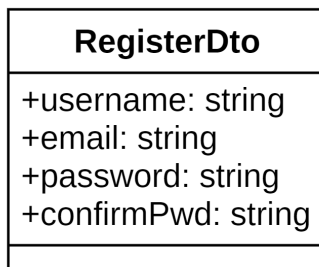 RegisterDto
+username: string
+email: string
+password: string
+confirmPwd: string